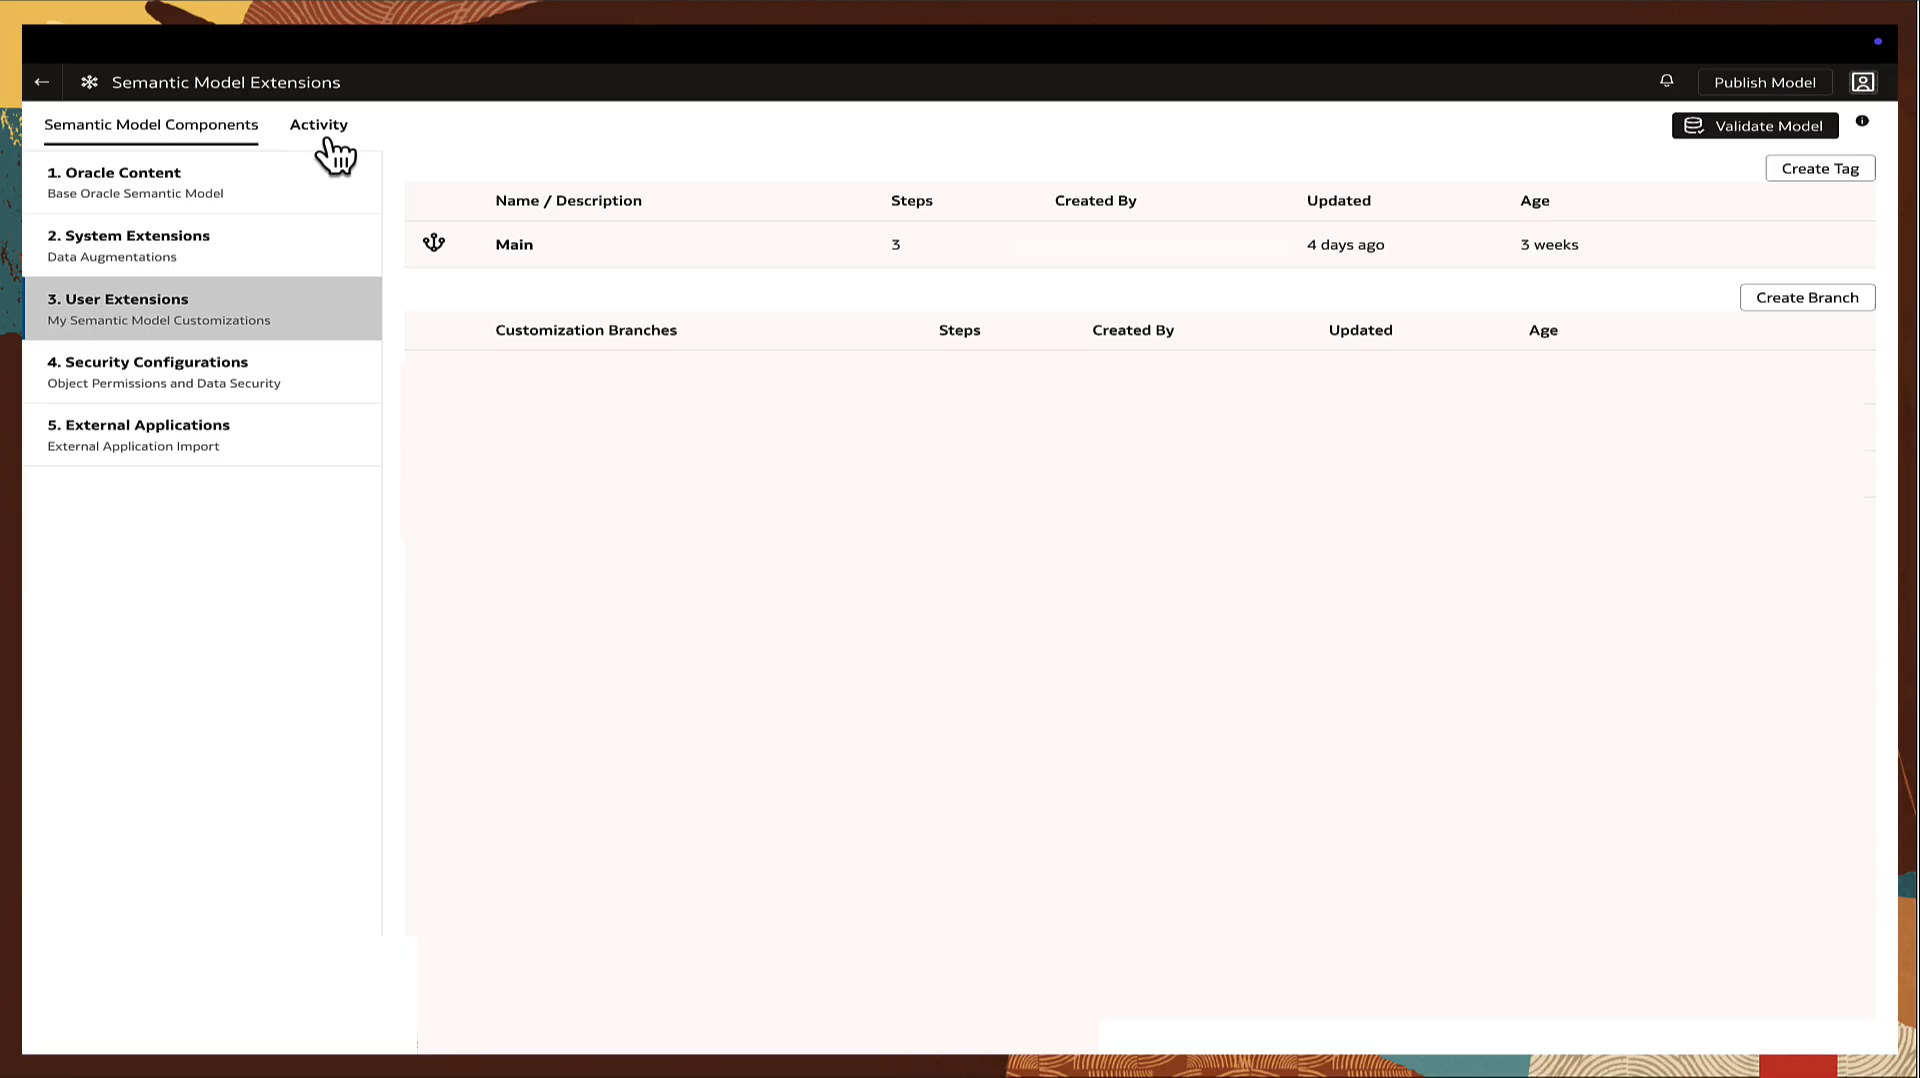 Semantic Model Extensions
Publish Model
Semantic Model Components
Activity
Validate Model
1. Oracle Content
Base Oracle Semantic Model
2. System Extensions
Data Augmentations
3. User Extensions
My Semantic Model Customizations
4. Security Configurations
Object Permissions and Data Security
5. External Applications
External Application Import
Create Tag
Name / Description Steps Created By Updated Age
Main 3 4 days ago 3 weeks
Create Branch
Customization Branches Steps Created By Updated Age